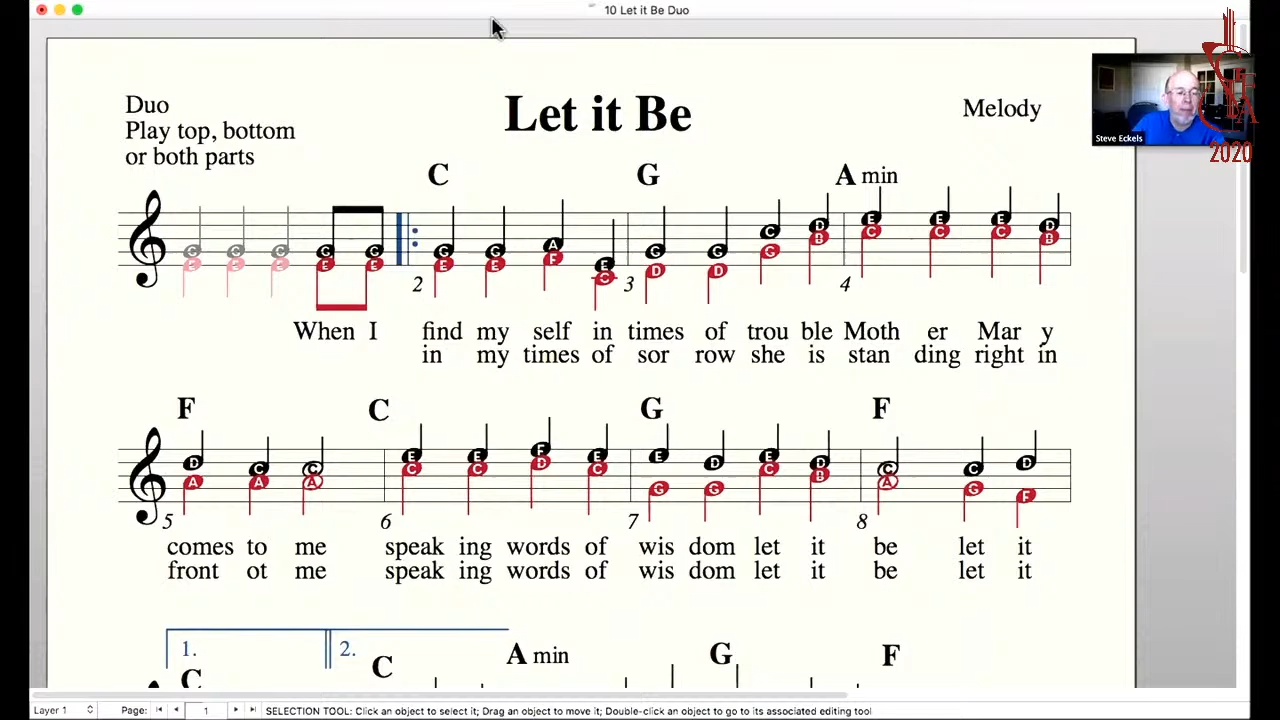 10 Let it Be Duo
Duo
Play top, bottom
or both parts
Let it Be
Melody
Steve Eckels
2020
C G A min
2 3 4
When I find my self in times of trou ble Moth er Mar y
in my times of sor row she is stan ding right in
F C G F
5 6 7 8
comes to me speak ing words of wis dom let it be let it
front ot me speak ing words of wis dom let it be let it
1. 2.
C C A min G F
Layer 1 Page: 1 SELECTION TOOL: Click an object to select it; Drag an object to move it; Double-click an object to go to its associated editing tool